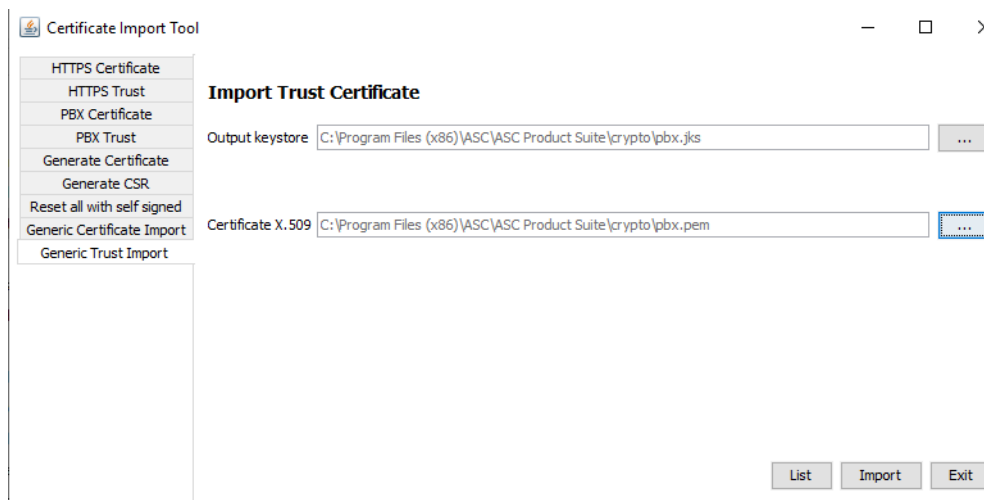 Certificate Import Tool
HTTPS Certificate
HTTPS Trust
PBX Certificate
PBX Trust
Generate Certificate
Generate CSR
Reset all with self signed
Generic Certificate Import
Generic Trust Import
Import Trust Certificate
Output keystore C:\Program Files (x86)\ASC\ASC Product Suite\crypto\pbx.jks ...
Certificate X.509 C:\Program Files (x86)\ASC\ASC Product Suite\crypto\pbx.pem ...
List Import Exit